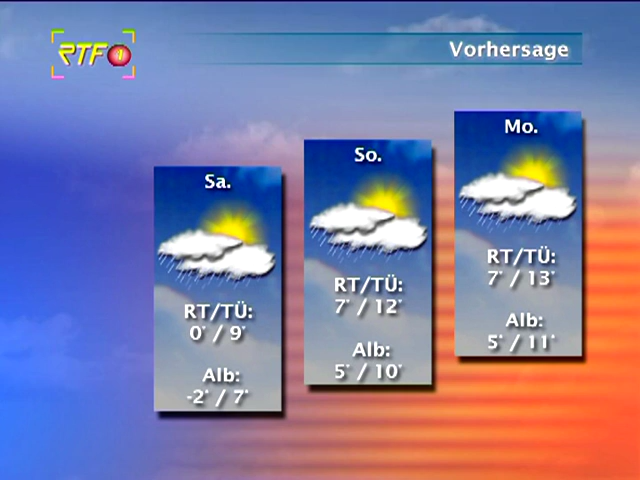 RTF 1
Vorhersage
Sa.
RT/TÜ:
0° / 9°
Alb:
-2° / 7°
So.
RT/TÜ:
7° / 12°
Alb:
5° / 10°
Mo.
RT/TÜ:
7° / 13°
Alb:
5° / 11°